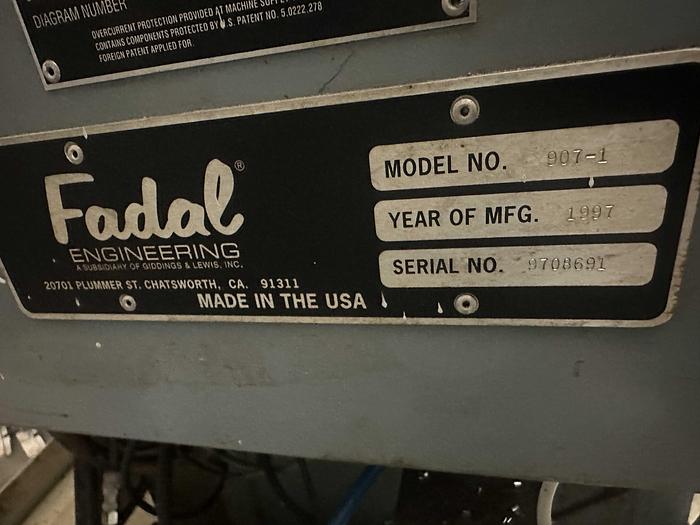 DIAGRAM NUMBER
OVERCURRENT PROTECTION PROVIDED AT MACHINE SUPPLY
CONTAINS COMPONENTS PROTECTED BY U.S. PATENT NO. 5.0222.278
FOREIGN PATENT APPLIED FOR
Fadal®
ENGINEERING
A SUBSIDIARY OF GIDDINGS & LEWIS, INC.
20701 PLUMMER ST. CHATSWORTH, CA. 91311
MADE IN THE USA
MODEL NO. 907-1
YEAR OF MFG. 1997
SERIAL NO. 9708691